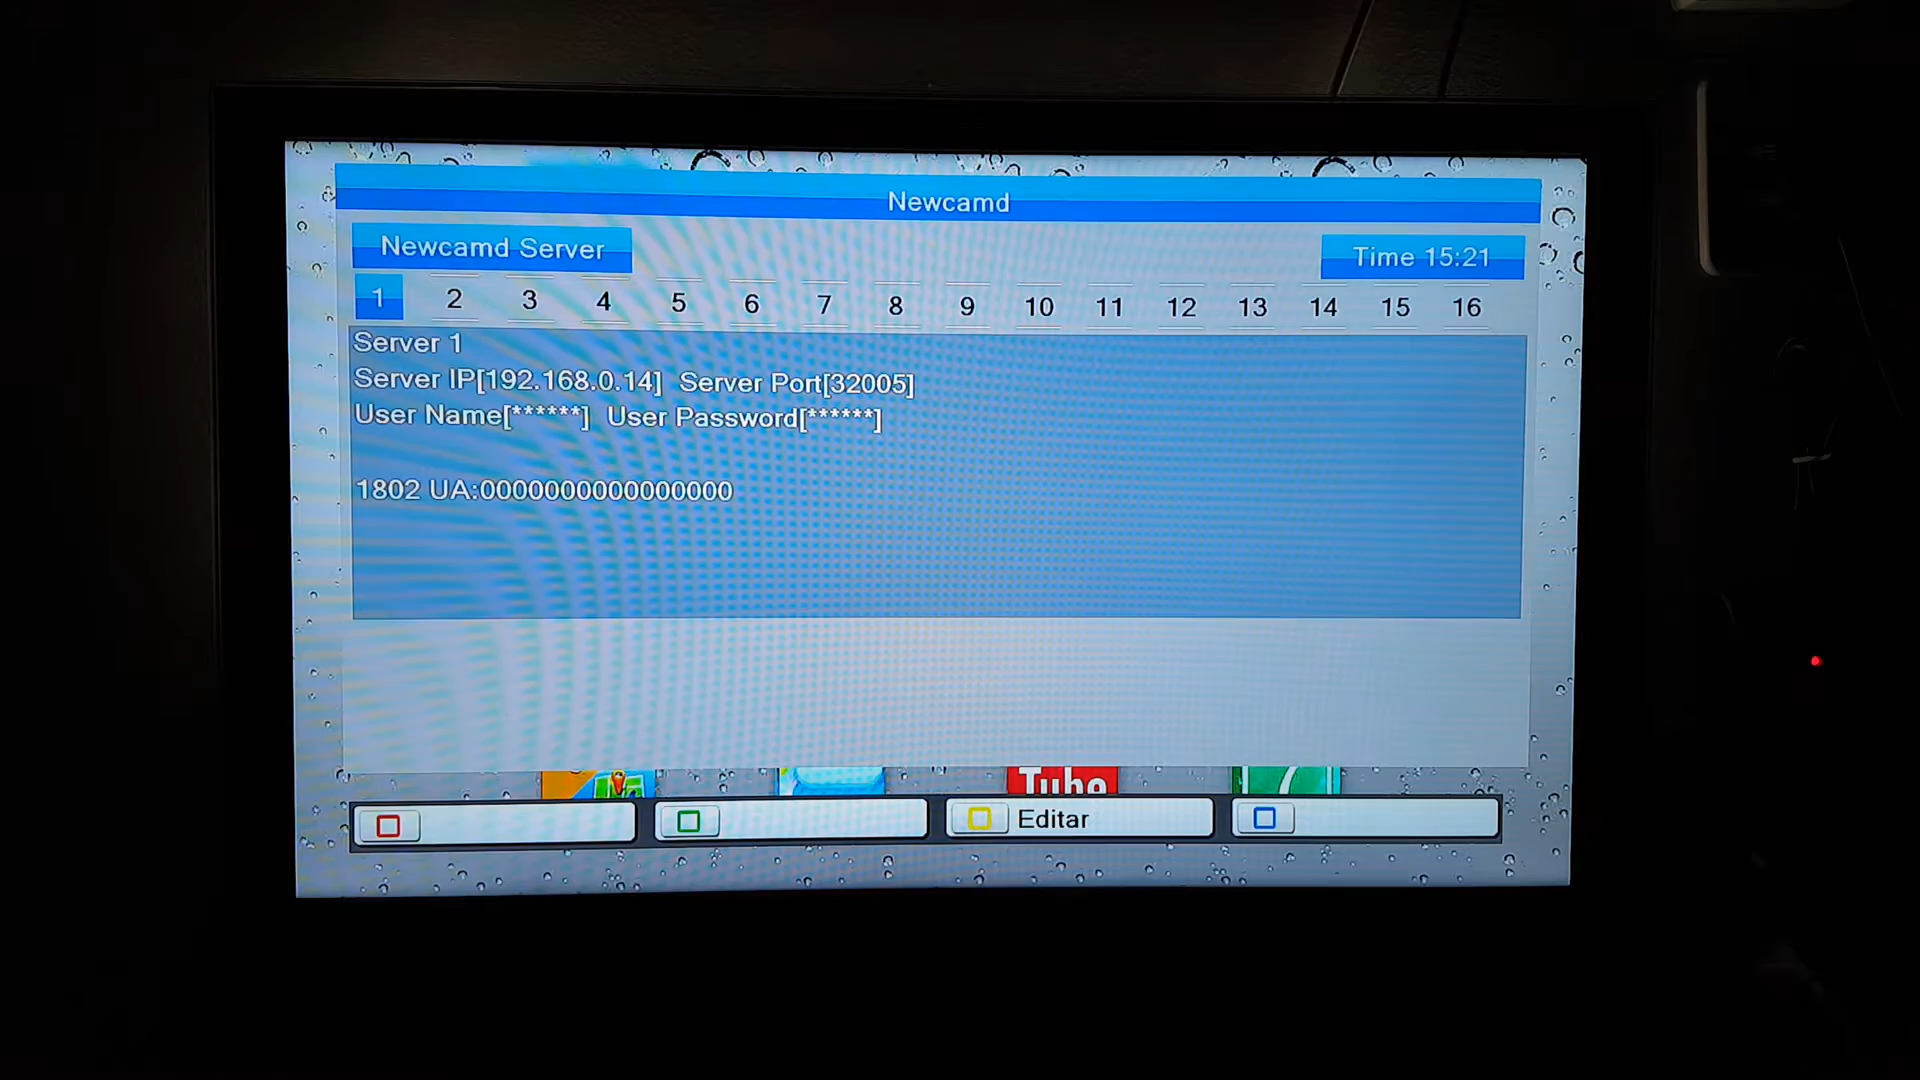 Newcamd
Newcamd Server
Time 15:21
1 2 3 4 5 6 7 8 9 10 11 12 13 14 15 16
Server 1
Server IP[192.168.0.14] Server Port[32005]
User Name[******] User Password[******]
1802 UA:0000000000000000
Tube
Editar